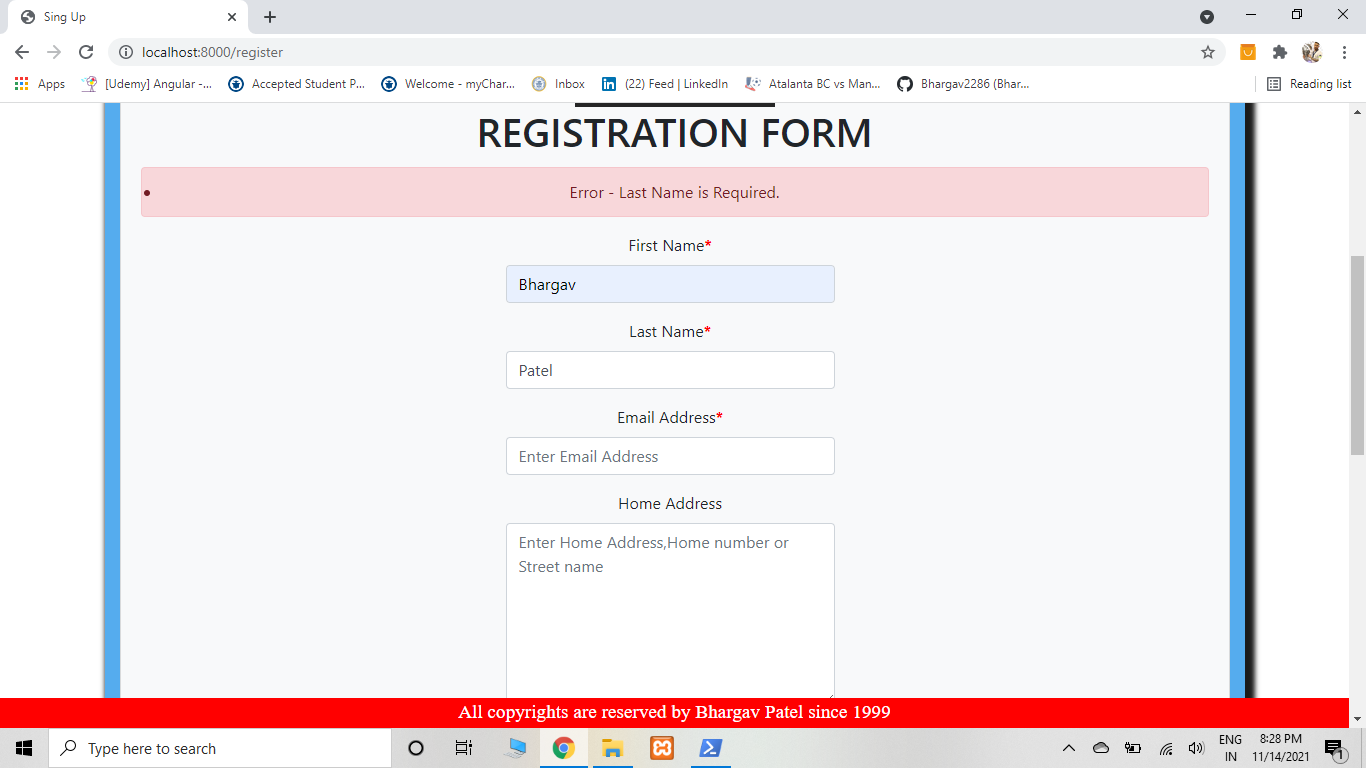 Sing Up
localhost:8000/register
Apps [Udemy] Angular -... Accepted Student P... Welcome - myChar... Inbox (22) Feed | LinkedIn Atalanta BC vs Man... Bhargav2286 (Bhar... Reading list
REGISTRATION FORM
Error - Last Name is Required.
First Name*
Bhargav
Last Name*
Patel
Email Address*
Enter Email Address
Home Address
Enter Home Address,Home number or
Street name
All copyrights are reserved by Bhargav Patel since 1999
Type here to search
ENG
IN
8:28 PM
11/14/2021
1